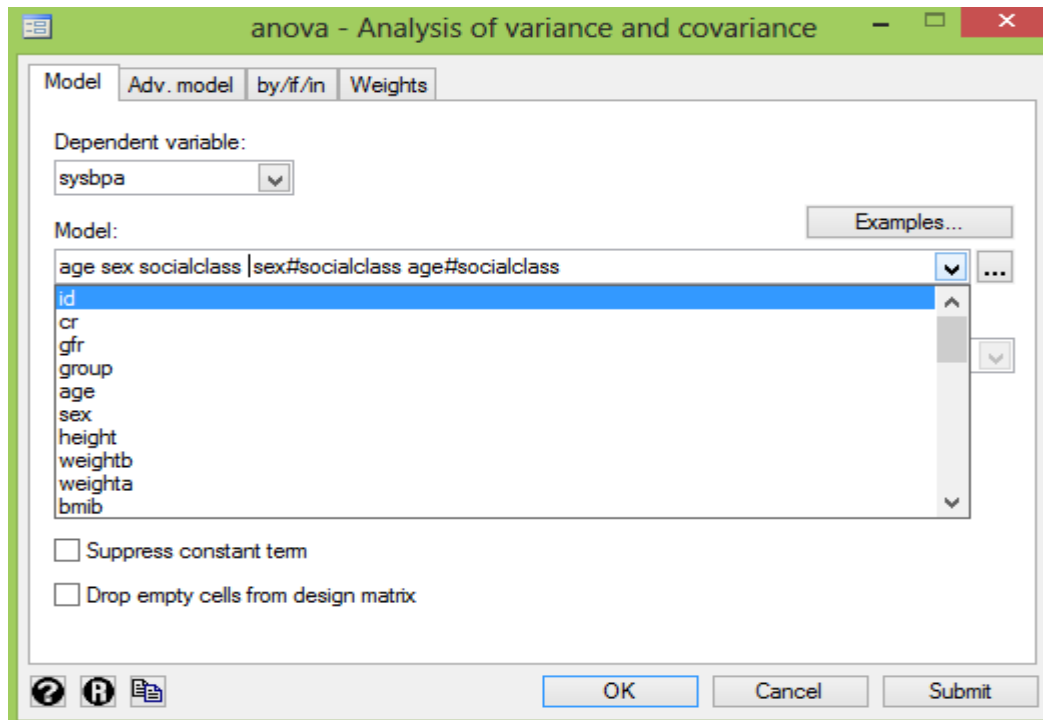 anova - Analysis of variance and covariance
Model Adv. model by/if/in Weights
Dependent variable:
sysbpa
Examples...
Model:
age sex socialclass sex#socialclass age#socialclass
...
id
cr
gfr
group
age
sex
height
weightb
weighta
bmib
Suppress constant term
Drop empty cells from design matrix
? R OK Cancel Submit